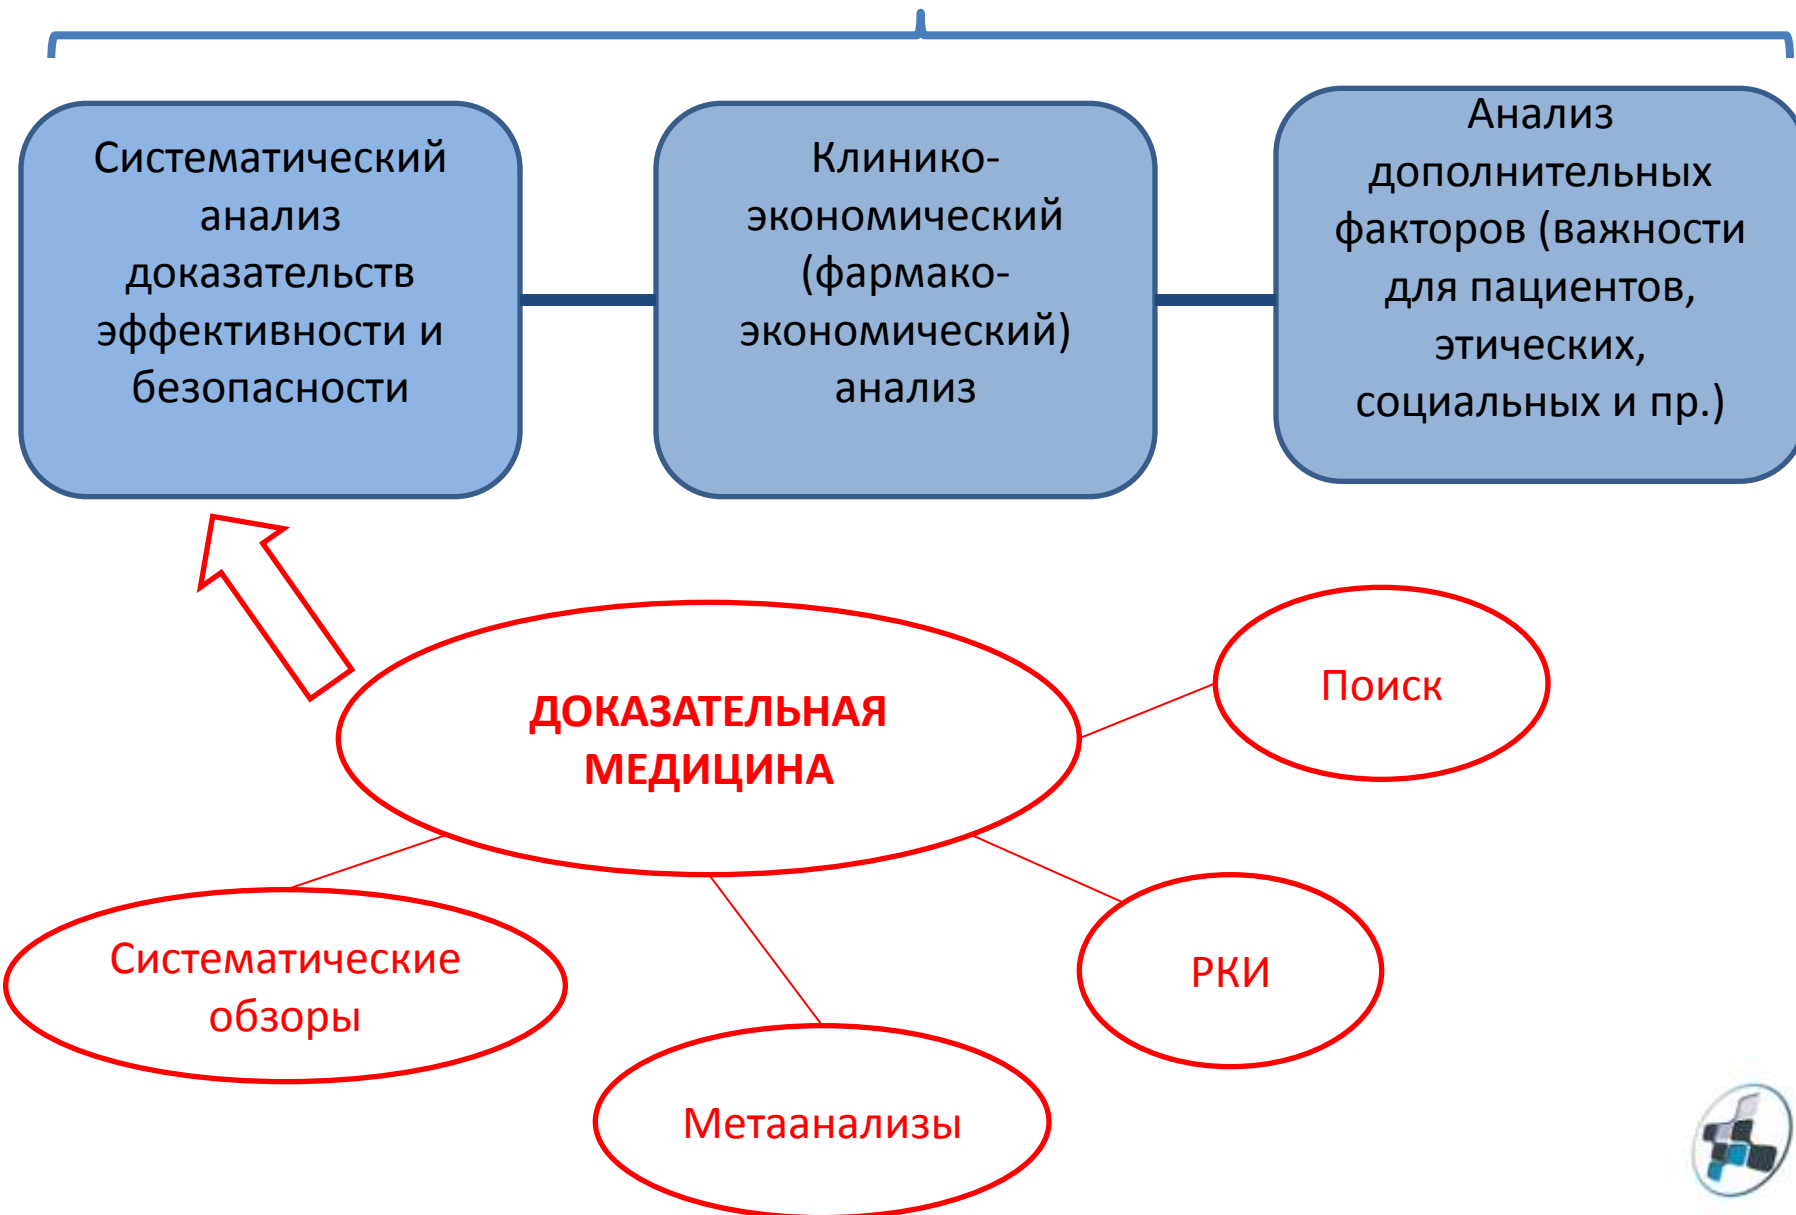 Систематический
анализ
доказательств
эффективности и
безопасности
Клинико-
экономический
(фармако-
экономический)
анализ
Анализ
дополнительных
факторов (важности
для пациентов,
этических,
социальных и пр.)
ДОКАЗАТЕЛЬНАЯ
МЕДИЦИНА
Поиск
РКИ
Систематические
обзоры
Метаанализы